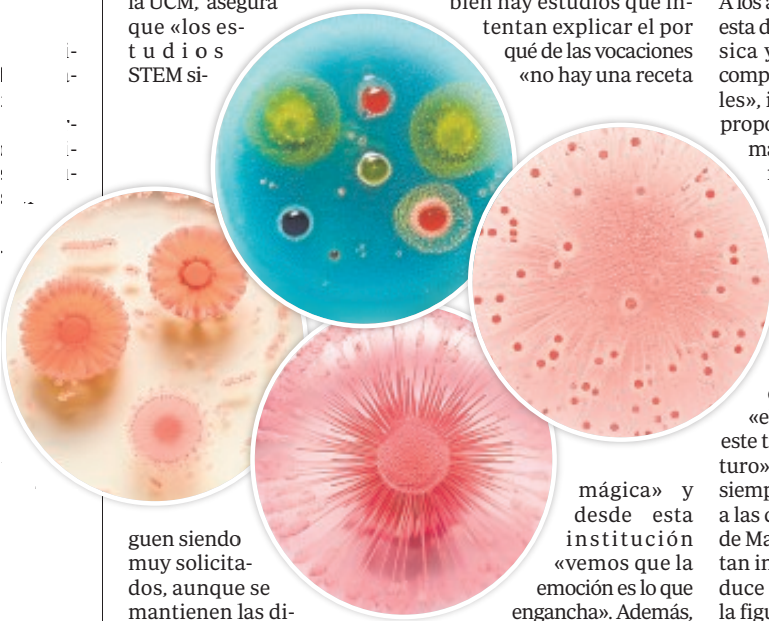 la UCM, asegura
que «los es-
tudios
STEM si-
guen siendo
muy solicita-
dos, aunque se
mantienen las di-
bien hay estudios que in-
tentan explicar el por
qué de las vocaciones
«no hay una receta
mágica» y
desde esta
institución
«vemos que la
emoción es lo que
engancha». Además,
A los
esta d
sica y
comp
les», i
propo
ma
«e
este t
turo»
siemp
a las
de Ma
tan in
duce
la figu